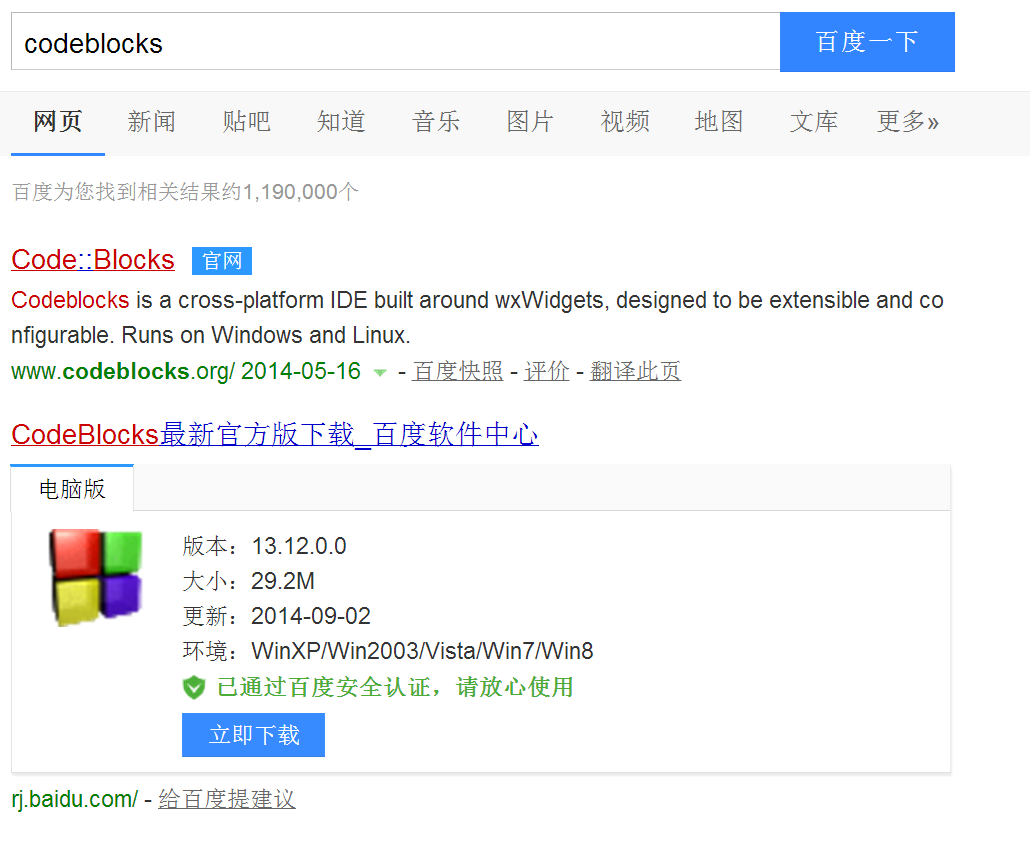 codeblocks 百度一下
网页 新闻 贴吧 知道 音乐 图片 视频 地图 文库 更多»
百度为您找到相关结果约1,190,000个
Code::Blocks 官网
Codeblocks is a cross-platform IDE built around wxWidgets, designed to be extensible and co
nfigurable. Runs on Windows and Linux.
www.codeblocks.org/ 2014-05-16 - 百度快照 - 评价 - 翻译此页
CodeBlocks最新官方版下载_百度软件中心
电脑版
版本：13.12.0.0
大小：29.2M
更新：2014-09-02
环境：WinXP/Win2003/Vista/Win7/Win8
已通过百度安全认证，请放心使用
立即下载
rj.baidu.com/ - 给百度提建议